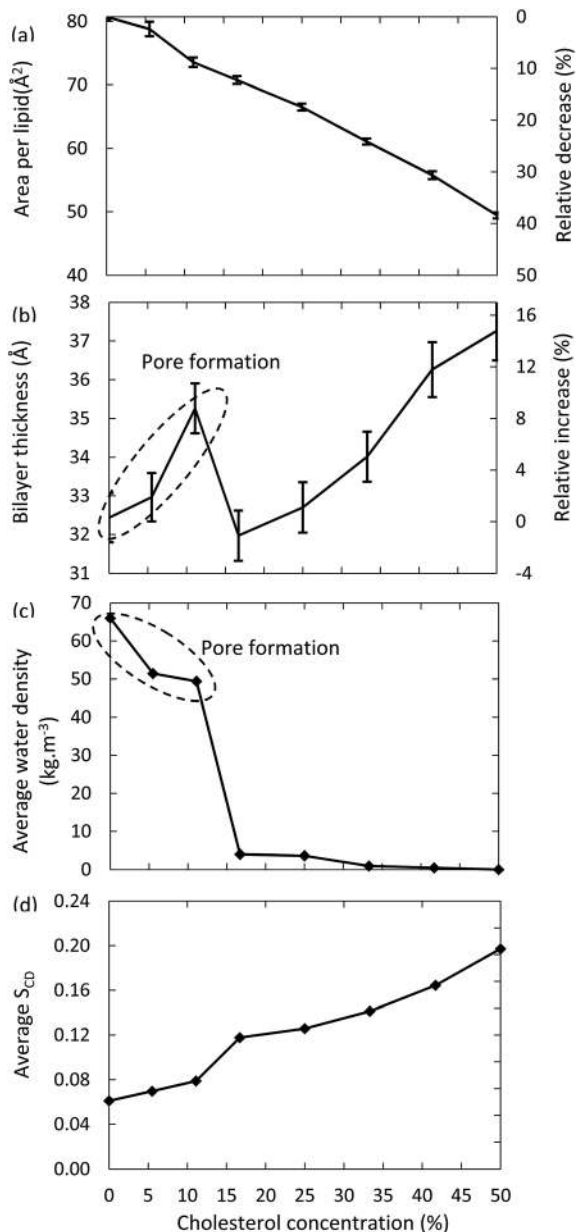 (a)
Area per lipid(Å²)
80
70
60
50
40
0
10
20
30
40
50
Relative decrease (%)
(b)
Bilayer thickness (Å)
38
37
35
34
33
32
31
Pore formation
16
12
8
4
0
-4
Relative increase (%)
(c)
Average water density
(kg.m⁻³)
70
60
50
40
30
20
10
0
Pore formation
(d)
Average S_CD
0.24
0.20
0.16
0.12
0.08
0.04
0.00
0 5 10 15 20 25 30 35 40 45 50
Cholesterol concentration (%)